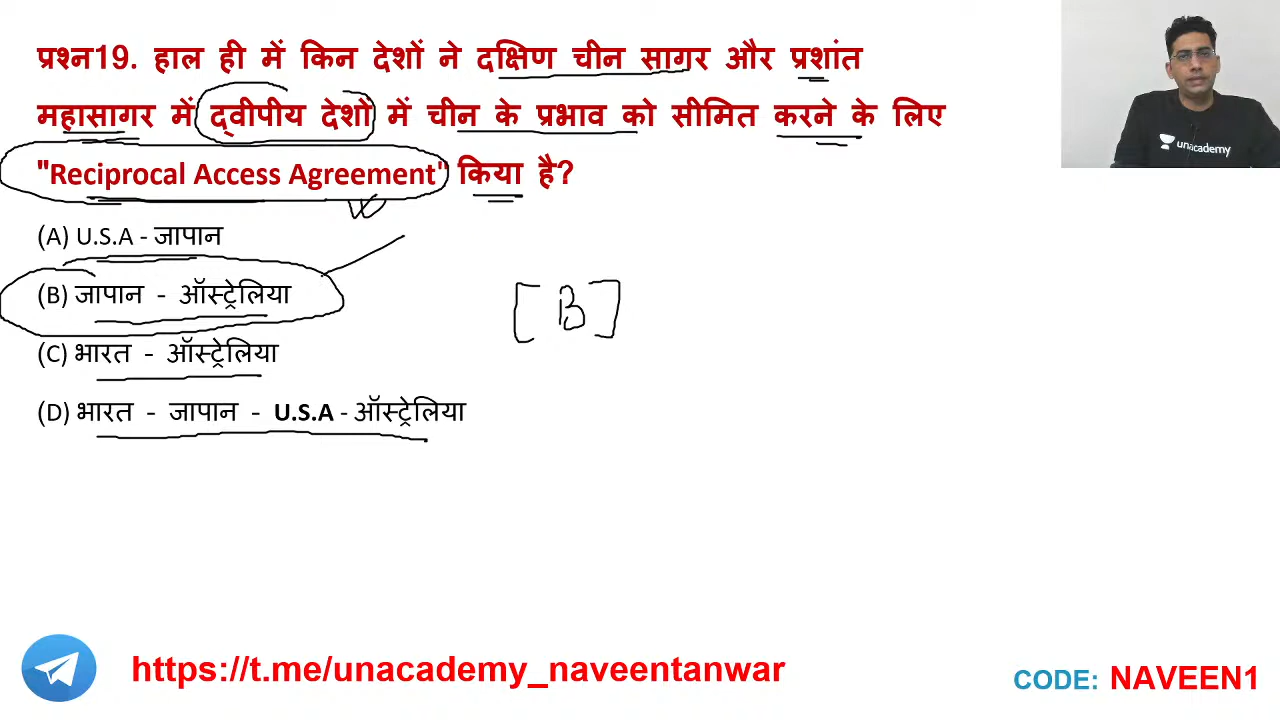 प्रश्न19. हाल ही में किन देशों ने दक्षिण चीन सागर और प्रशांत
महासागर में द्वीपीय देशों में चीन के प्रभाव को सीमित करने के लिए
"Reciprocal Access Agreement" किया है?
(A) U.S.A - जापान
(B) जापान - ऑस्ट्रेलिया
[B]
(C) भारत - ऑस्ट्रेलिया
(D) भारत - जापान - U.S.A - ऑस्ट्रेलिया
unacademy
https://t.me/unacademy_naveentanwar
CODE: NAVEEN1